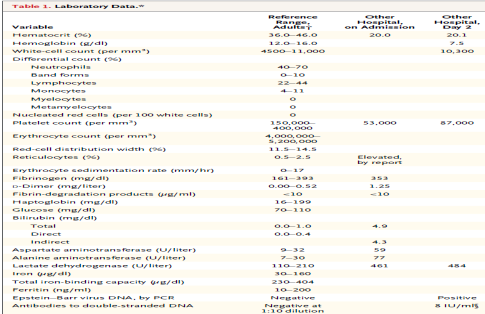 Table 1. Laboratory Data.*
Variable Reference Range, Adults† Other Hospital, on Admission Other Hospital, Day 2
Hematocrit (%) 36.0–46.0 20.0 20.1
Hemoglobin (g/dl) 12.0–16.0 7.5
White-cell count (per mm³) 4500–11,000 10,300
Differential count (%)
Neutrophils 40–70
Band forms 0–10
Lymphocytes 22–44
Monocytes 4–11
Myelocytes 0
Metamyelocytes 0
Nucleated red cells (per 100 white cells) 0
Platelet count (per mm³) 150,000–400,000 53,000 87,000
Erythrocyte count (per mm³) 4,000,000–5,200,000
Red-cell distribution width (%) 11.5–14.5
Reticulocytes (%) 0.5–2.5 Elevated, by report
Erythrocyte sedimentation rate (mm/hr) 0–17
Fibrinogen (mg/dl) 161–393 353
D-Dimer (mg/liter) 0.00–0.52 1.25
Fibrin-degradation products (μg/ml) <10 <10
Haptoglobin (mg/dl) 16–199
Glucose (mg/dl) 70–110
Bilirubin (mg/dl)
Total 0.0–1.0 4.9
Direct 0.0–0.4
Indirect 4.3
Aspartate aminotransferase (U/liter) 9–32 59
Alanine aminotransferase (U/liter) 7–30 77
Lactate dehydrogenase (U/liter) 110–210 461 484
Iron (μg/dl) 30–160
Total iron-binding capacity (μg/dl) 230–404
Ferritin (ng/ml) 10–200
Epstein–Barr virus DNA, by PCR Negative Positive
Antibodies to double-stranded DNA Negative at 1:10 dilution 8 IU/ml§